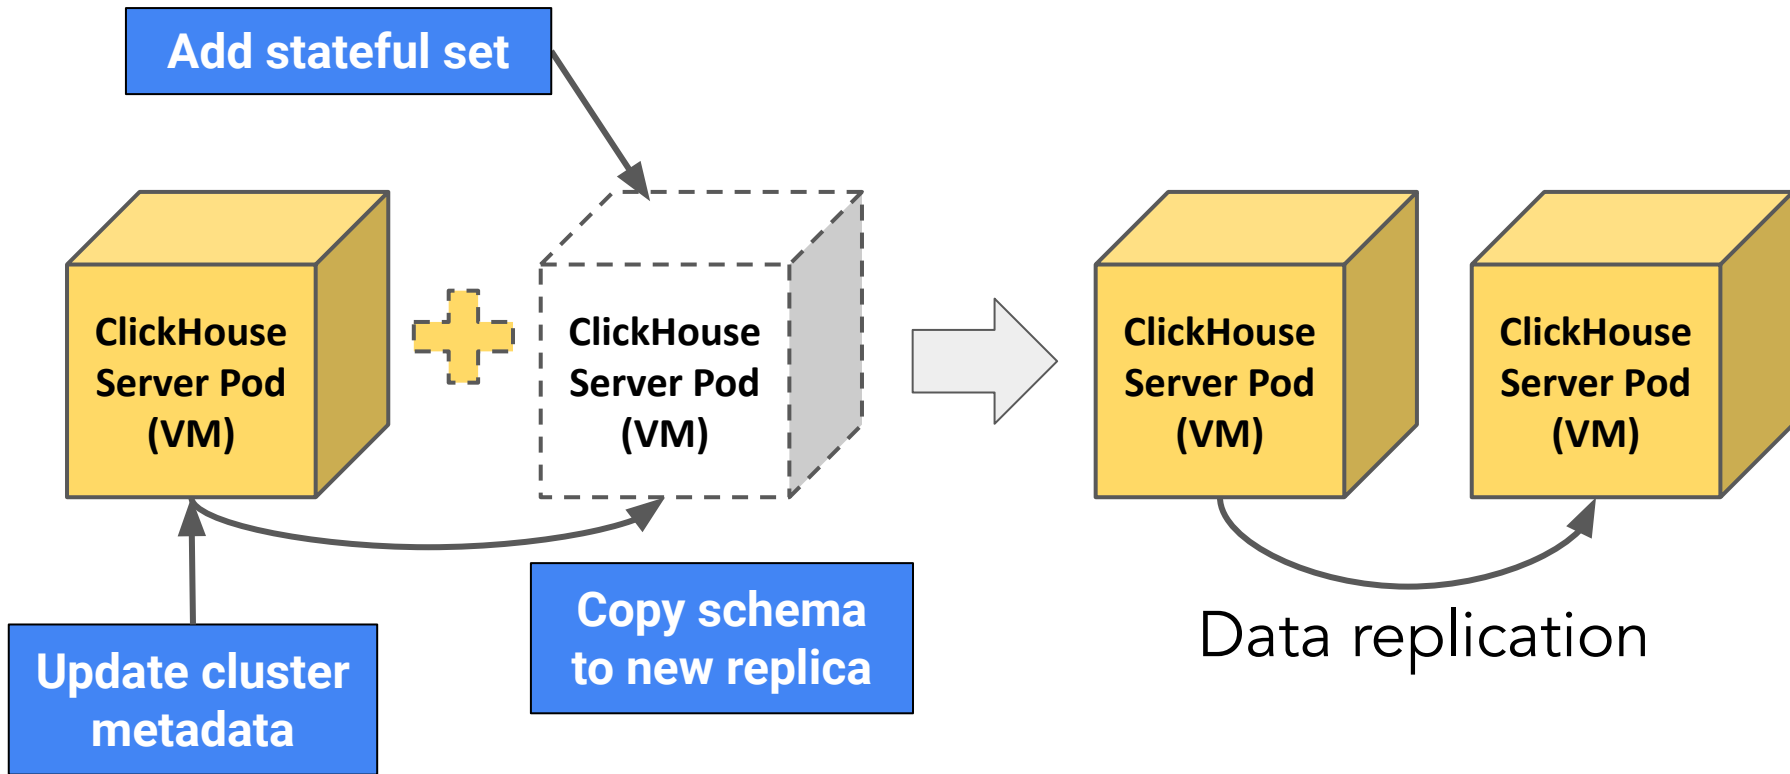 Add stateful set
ClickHouse
Server Pod
(VM)
ClickHouse
Server Pod
(VM)
ClickHouse
Server Pod
(VM)
ClickHouse
Server Pod
(VM)
Update cluster
metadata
Copy schema
to new replica
Data replication